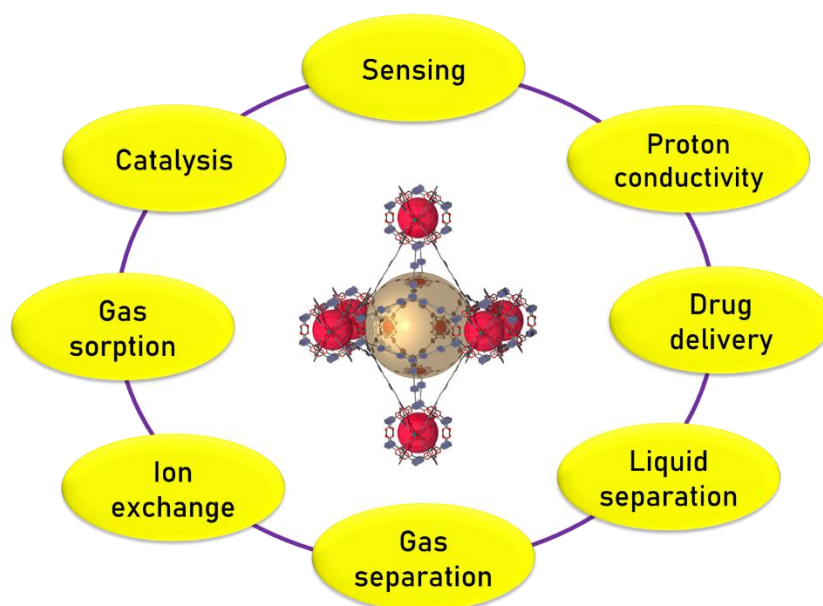 Sensing
Proton
conductivity
Drug
delivery
Liquid
separation
Gas
separation
Ion
exchange
Gas
sorption
Catalysis